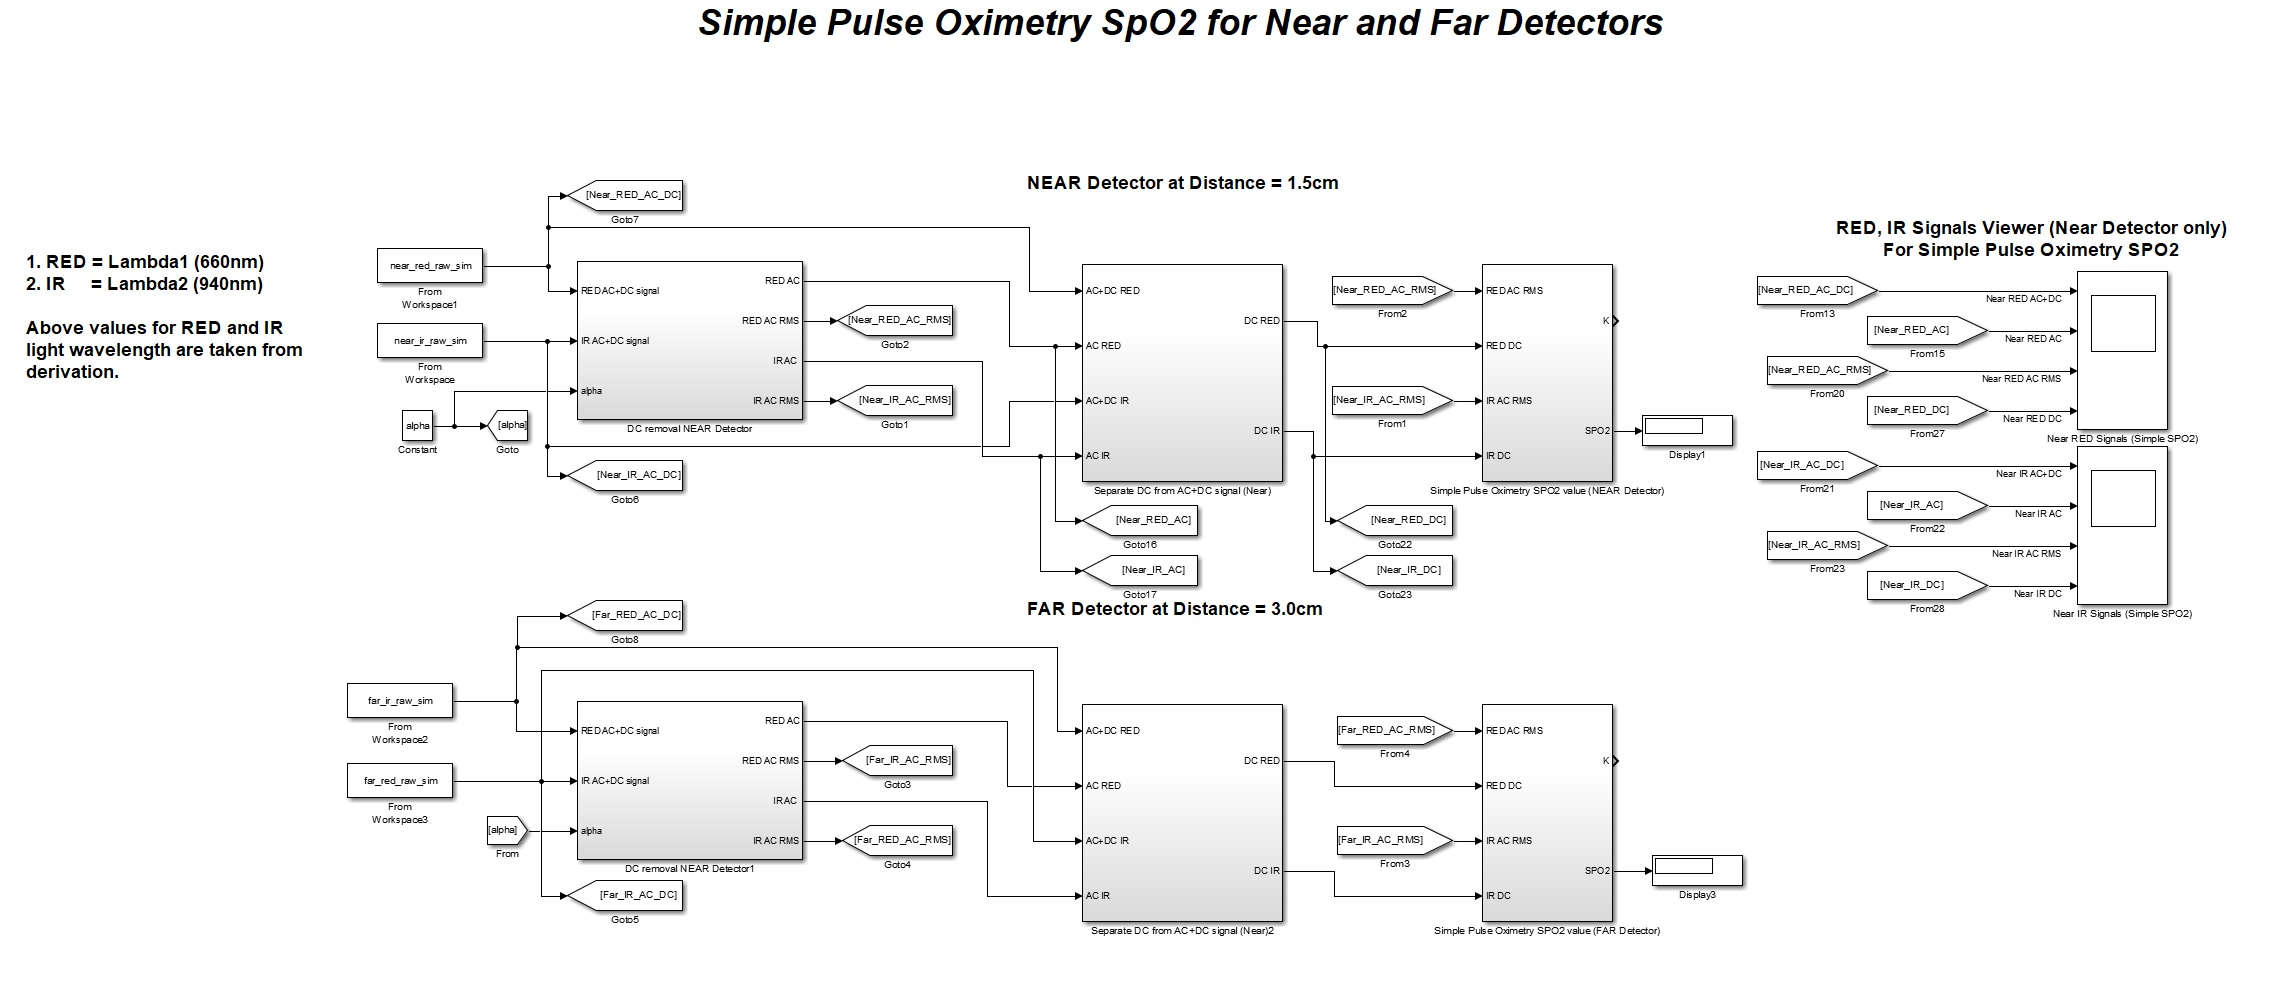 Simple Pulse Oximetry SpO2 for Near and Far Detectors
NEAR Detector at Distance = 1.5cm
1. RED = Lambda1 (660nm)
2. IR = Lambda2 (940nm)
Above values for RED and IR
light wavelength are taken from
derivation.
[Near_RED_AC_DC]
Goto7
near_red_raw_sim
From
Workspace1
near_ir_raw_sim
From
Workspace
alpha
Constant
[alpha]
Goto
[Near_IR_AC_DC]
Goto6
RED AC+DC signal
IR AC+DC signal
alpha
RED AC
RED AC RMS
IR AC
IR AC RMS
DC removal NEAR Detector
[Near_RED_AC_RMS]
Goto2
[Near_IR_AC_RMS]
Goto1
AC+DC RED
AC RED
AC+DC IR
AC IR
DC RED
DC IR
Separate DC from AC+DC signal (Near)
[Near_RED_AC]
Goto16
[Near_IR_AC]
Goto17
[Near_RED_AC_RMS]
From2
[Near_IR_AC_RMS]
From1
RED AC RMS
RED DC
IR AC RMS
IR DC
K
SPO2
Simple Pulse Oximetry SPO2 value (NEAR Detector)
Display1
[Near_RED_DC]
Goto22
[Near_IR_DC]
Goto23
RED, IR Signals Viewer (Near Detector only)
For Simple Pulse Oximetry SPO2
[Near_RED_AC_DC]
From13
Near RED AC+DC
[Near_RED_AC]
From15
Near RED AC
[Near_RED_AC_RMS]
From20
Near RED AC RMS
[Near_RED_DC]
From27
Near RED DC
Near RED Signals (Simple SPO2)
[Near_IR_AC_DC]
From21
Near IR AC+DC
[Near_IR_AC]
From22
Near IR AC
[Near_IR_AC_RMS]
From23
Near IR AC RMS
[Near_IR_DC]
From28
Near IR DC
Near IR Signals (Simple SPO2)
FAR Detector at Distance = 3.0cm
[Far_RED_AC_DC]
Goto8
far_ir_raw_sim
From
Workspace2
far_red_raw_sim
From
Workspace3
[alpha]
From
[Far_IR_AC_DC]
Goto5
RED AC+DC signal
IR AC+DC signal
alpha
RED AC
RED AC RMS
IR AC
IR AC RMS
DC removal NEAR Detector1
[Far_IR_AC_RMS]
Goto3
[Far_RED_AC_RMS]
Goto4
AC+DC RED
AC RED
AC+DC IR
AC IR
DC RED
DC IR
Separate DC from AC+DC signal (Near)2
[Far_RED_AC_RMS]
From4
[Far_IR_AC_RMS]
From3
RED AC RMS
RED DC
IR AC RMS
IR DC
K
SPO2
Simple Pulse Oximetry SPO2 value (FAR Detector)
Display3